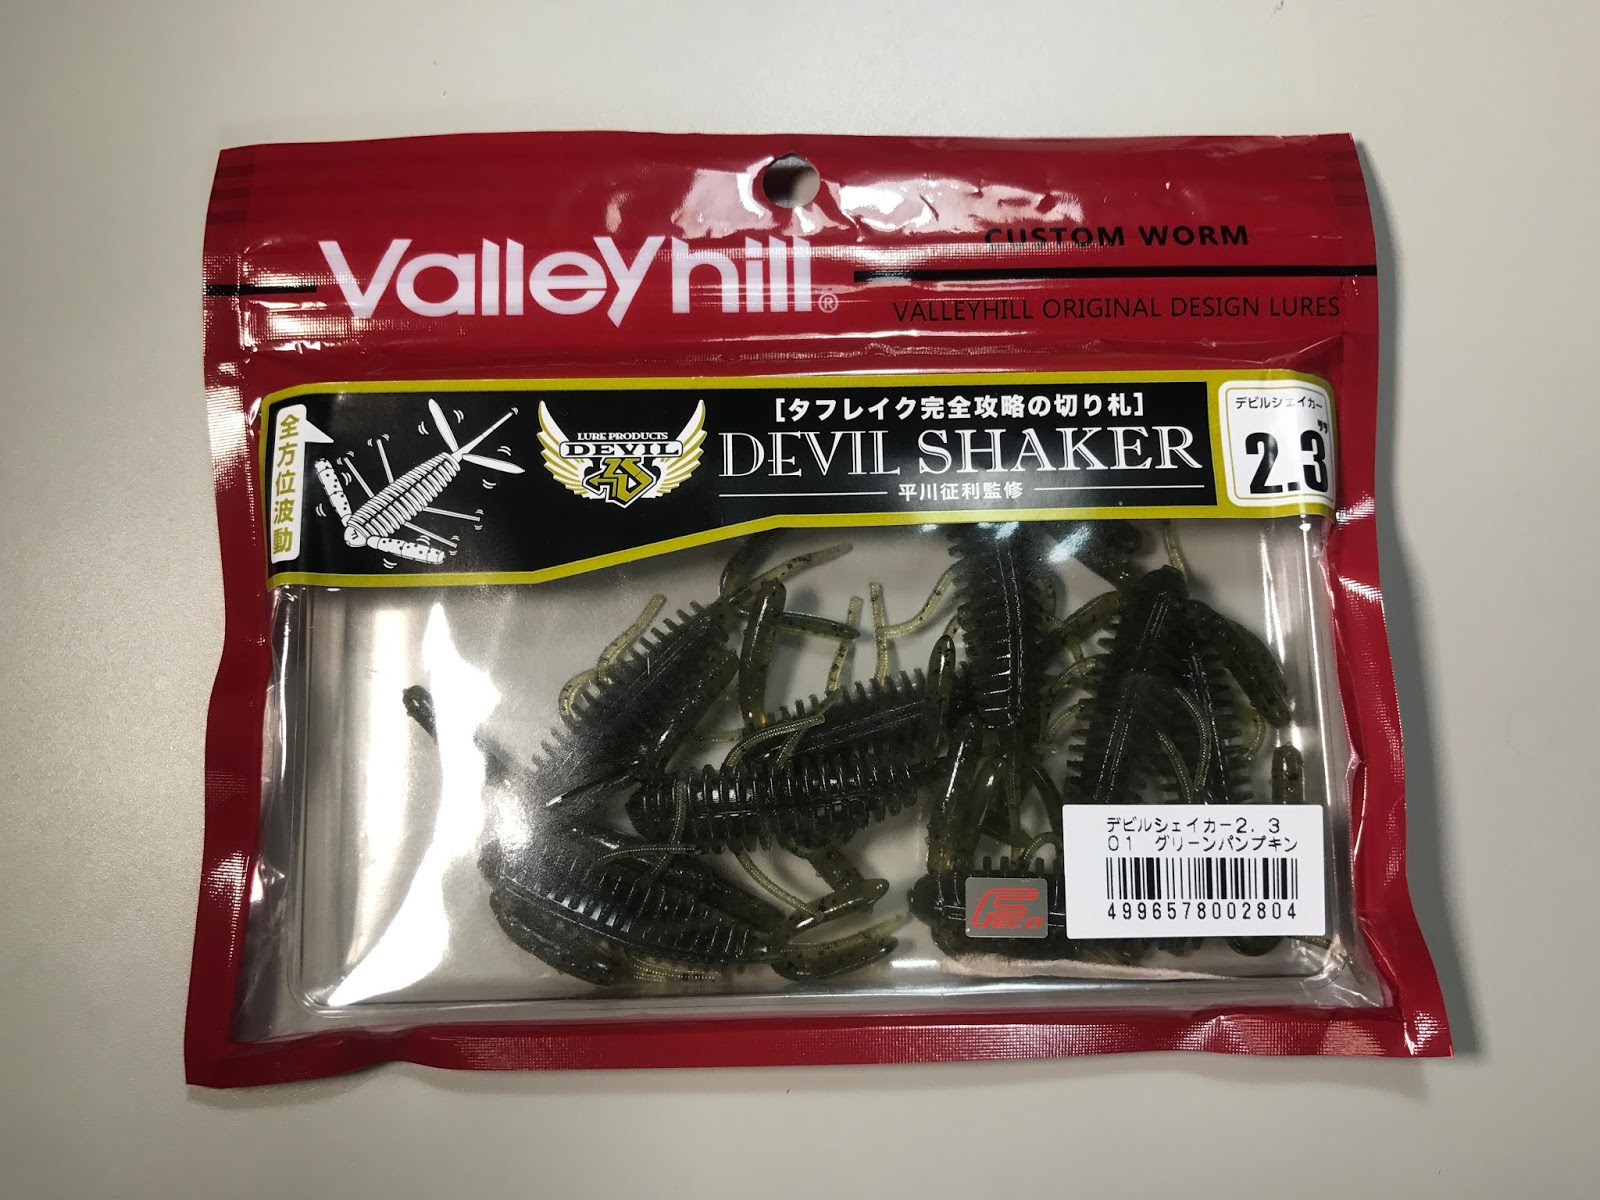 Valleyhill®
CUSTOM WORM
VALLEYHILL ORIGINAL DESIGN LURES
全方位波動
LURE PRODUCTS
DEVIL
[タフレイク完全攻略の切り札]
DEVIL SHAKER
平川征利監修
デビルシェイカー
2.3"
デビルシェイカー2.3
01 グリーンパンプキン
4996578002804
FECO